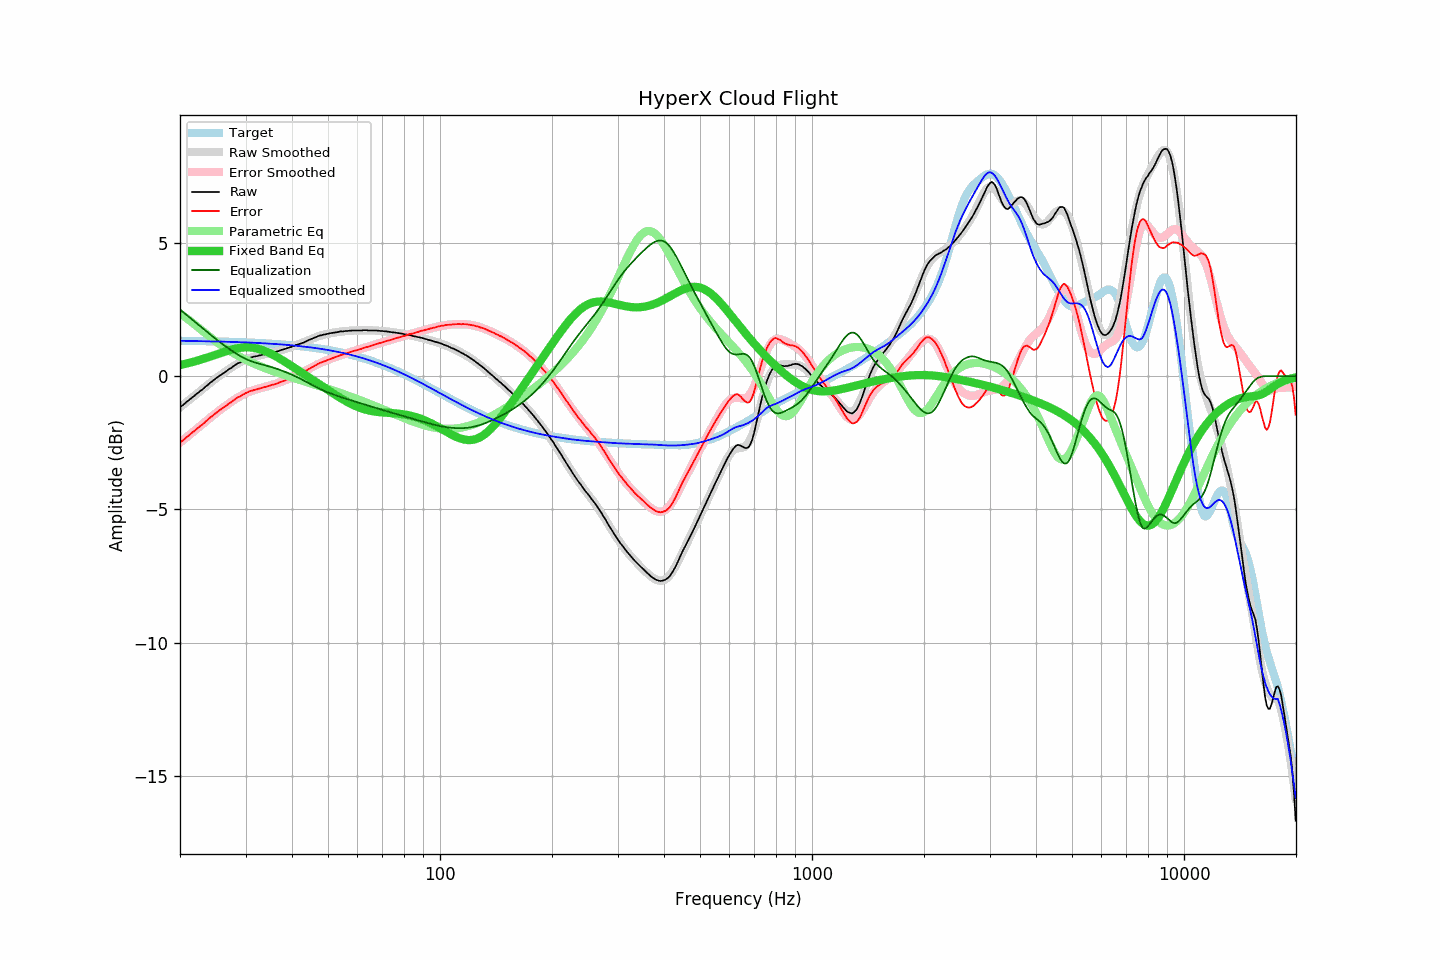 HyperX Cloud Flight
Target
Raw Smoothed
Error Smoothed
Raw
Error
Parametric Eq
Fixed Band Eq
Equalization
Equalized smoothed
5
0
−5
−10
−15
Amplitude (dBr)
100
1000
10000
Frequency (Hz)